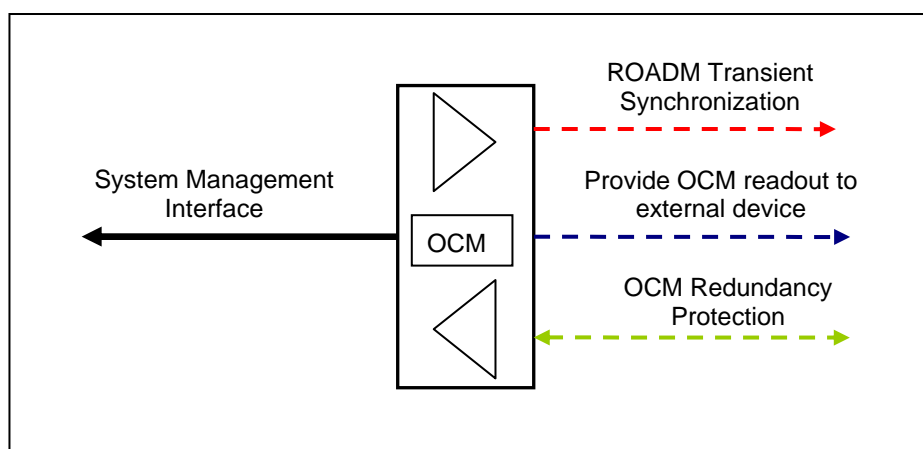 ROADM Transient
Synchronization
System Management
Interface
Provide OCM readout to
external device
OCM
OCM Redundancy
Protection